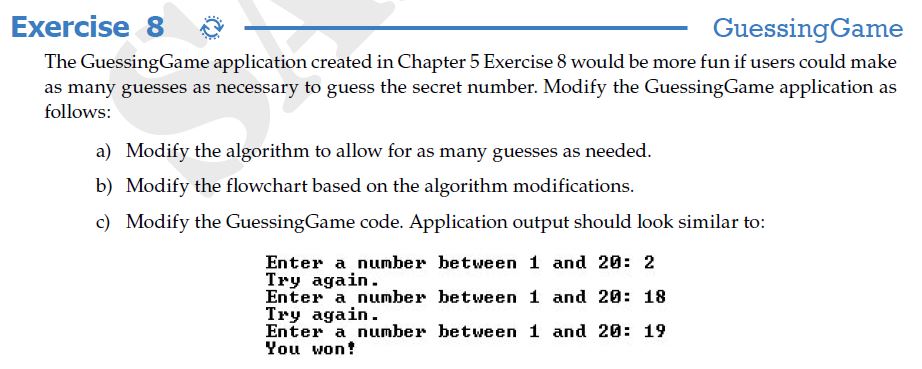 Exercise 8 GuessingGame
The GuessingGame application created in Chapter 5 Exercise 8 would be more fun if users could make
as many guesses as necessary to guess the secret number. Modify the GuessingGame application as
follows:
a) Modify the algorithm to allow for as many guesses as needed.
b) Modify the flowchart based on the algorithm modifications.
c) Modify the GuessingGame code. Application output should look similar to:
Enter a number between 1 and 20: 2
Try again.
Enter a number between 1 and 20: 18
Try again.
Enter a number between 1 and 20: 19
You won!